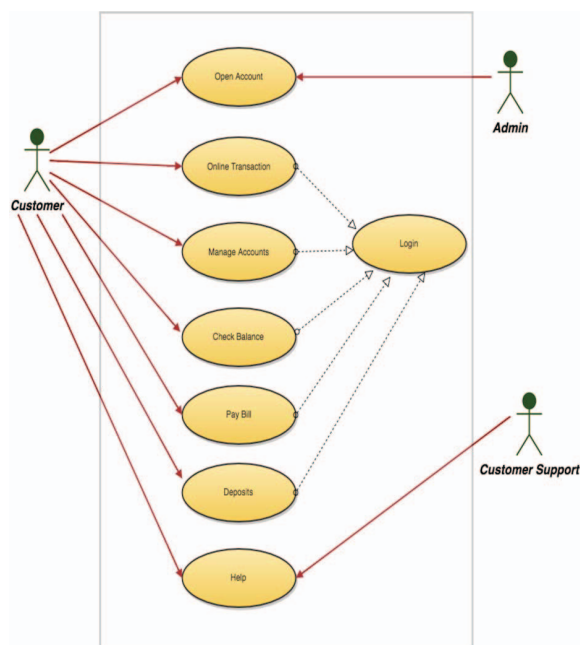 Open Account
Admin
Online Transaction
Customer
Login
Manage Accounts
Check Balance
Pay Bill
Customer Support
Deposits
Help